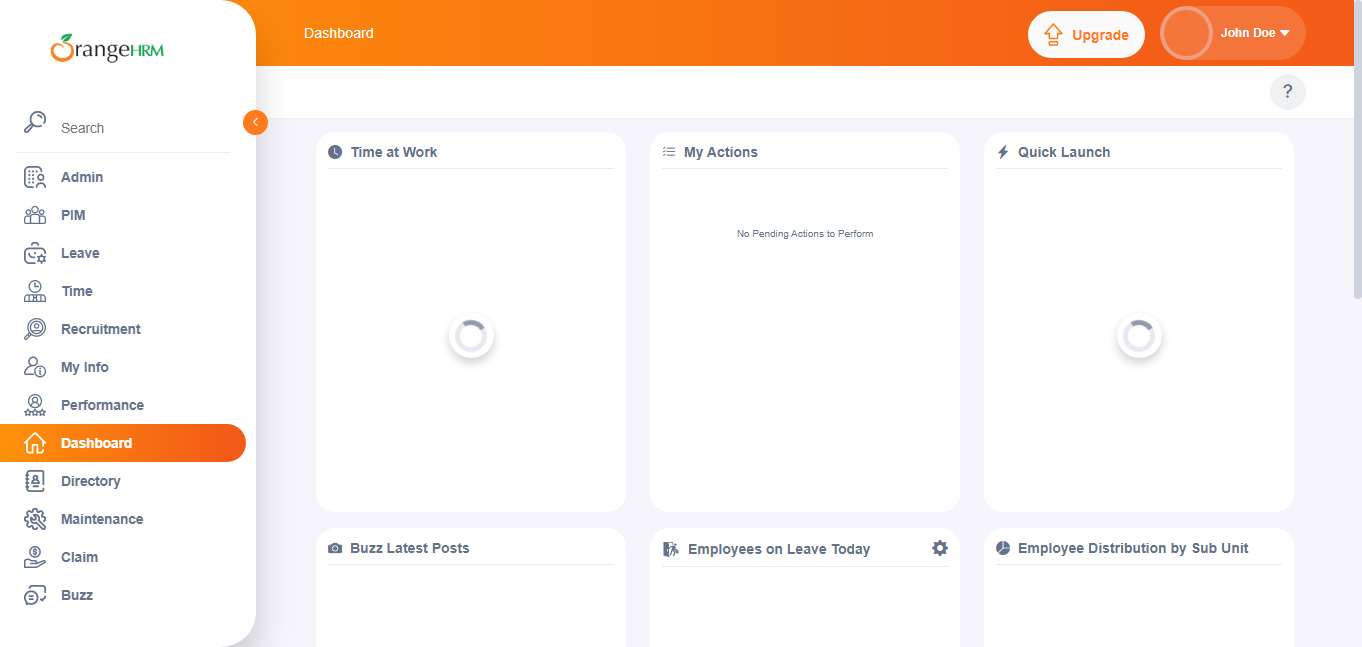 OrangeHRM
Dashboard
Upgrade
John Doe
?
Search
Admin
PIM
Leave
Time
Recruitment
My Info
Performance
Dashboard
Directory
Maintenance
Claim
Buzz
Time at Work
My Actions
No Pending Actions to Perform
Quick Launch
Buzz Latest Posts
Employees on Leave Today
Employee Distribution by Sub Unit